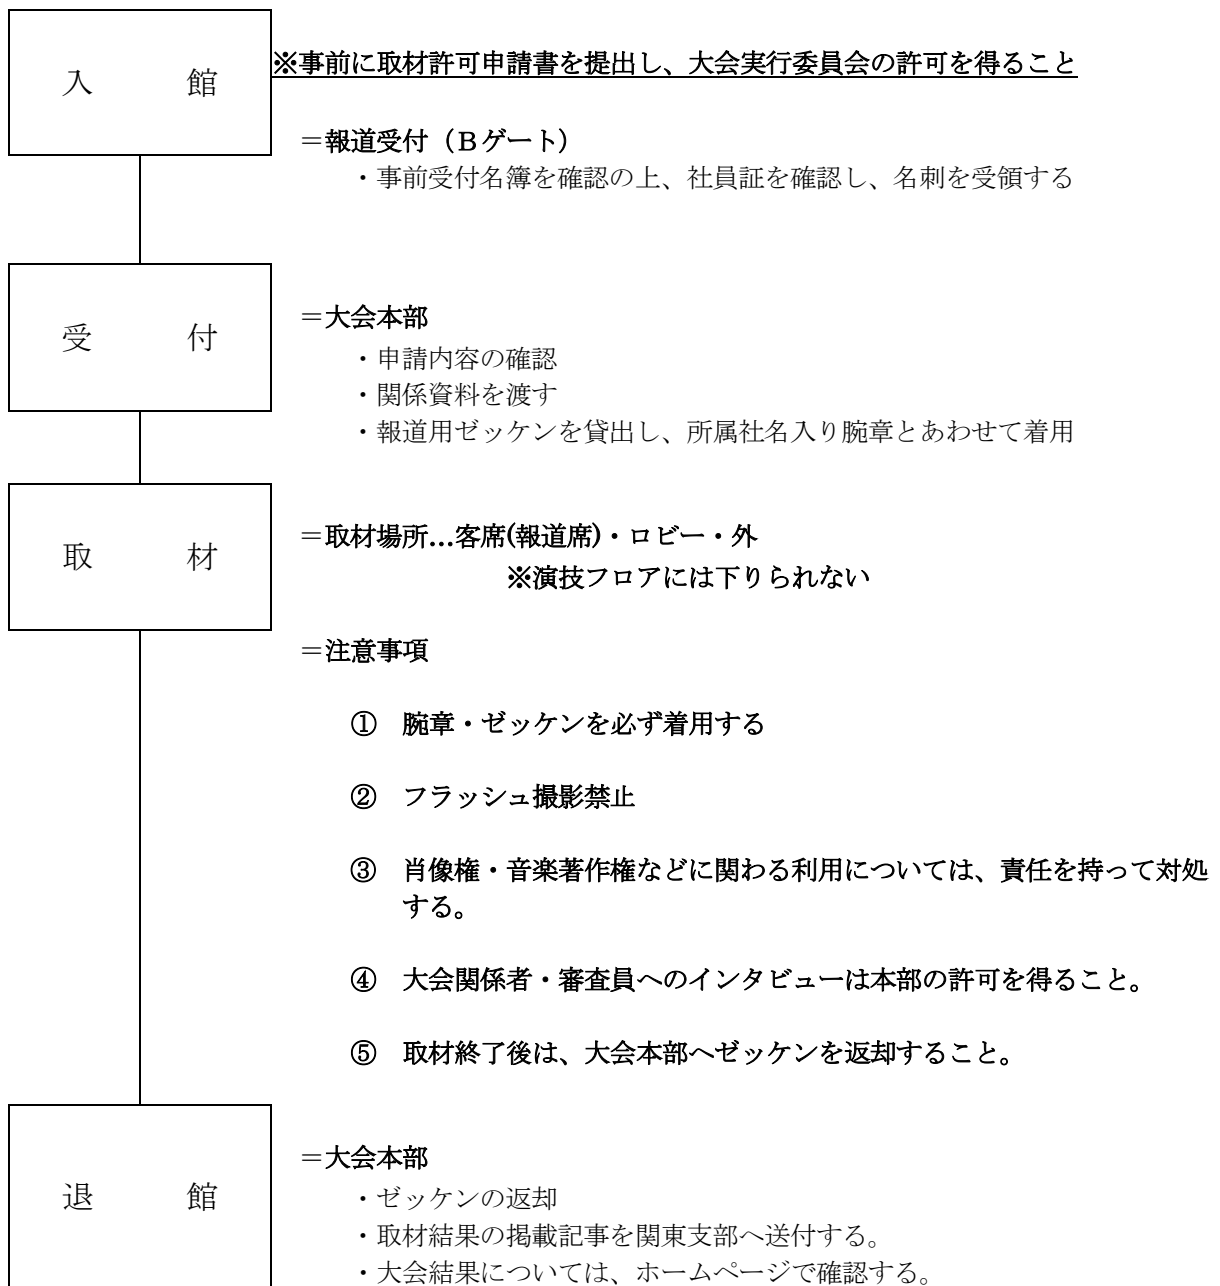 入　　館
※事前に取材許可申請書を提出し、大会実行委員会の許可を得ること
＝報道受付（Ｂゲート）
・事前受付名簿を確認の上、社員証を確認し、名刺を受領する
受　　付
＝大会本部
・申請内容の確認
・関係資料を渡す
・報道用ゼッケンを貸出し、所属社名入り腕章とあわせて着用
取　　材
＝取材場所…客席(報道席)・ロビー・外
※演技フロアには下りられない
＝注意事項
①　腕章・ゼッケンを必ず着用する
②　フラッシュ撮影禁止
③　肖像権・音楽著作権などに関わる利用については、責任を持って対処
する。
④　大会関係者・審査員へのインタビューは本部の許可を得ること。
⑤　取材終了後は、大会本部へゼッケンを返却すること。
退　　館
＝大会本部
・ゼッケンの返却
・取材結果の掲載記事を関東支部へ送付する。
・大会結果については、ホームページで確認する。